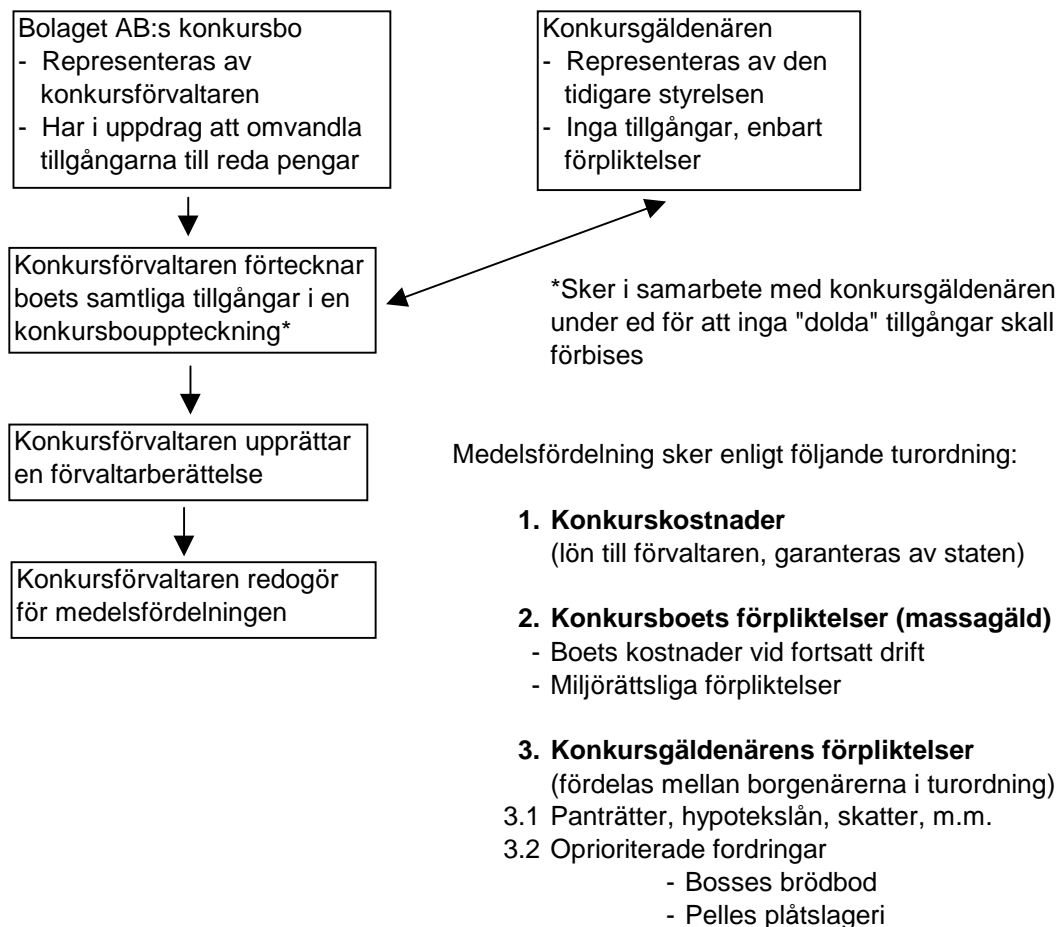 Bolaget AB:s konkursbo
- Representeras av
konkursförvaltaren
- Har i uppdrag att omvandla
tillgångarna till reda pengar
Konkursgäldenären
- Representeras av den
tidigare styrelsen
- Inga tillgångar, enbart
förpliktelser
Konkursförvaltaren förtecknar
boets samtliga tillgångar i en
konkursbouppteckning*
*Sker i samarbete med konkursgäldenären
under ed för att inga "dolda" tillgångar skall
förbises
Konkursförvaltaren upprättar
en förvaltarberättelse
Konkursförvaltaren redogör
för medelsfördelningen
Medelsfördelning sker enligt följande turordning:
1. Konkurskostnader
(lön till förvaltaren, garanteras av staten)
2. Konkursboets förpliktelser (massagäld)
- Boets kostnader vid fortsatt drift
- Miljörättsliga förpliktelser
3. Konkursgäldenärens förpliktelser
(fördelas mellan borgenärerna i turordning)
3.1 Panträtter, hypotekslån, skatter, m.m.
3.2 Oprioriterade fordringar
- Bosses brödbod
- Pelles plåtslageri